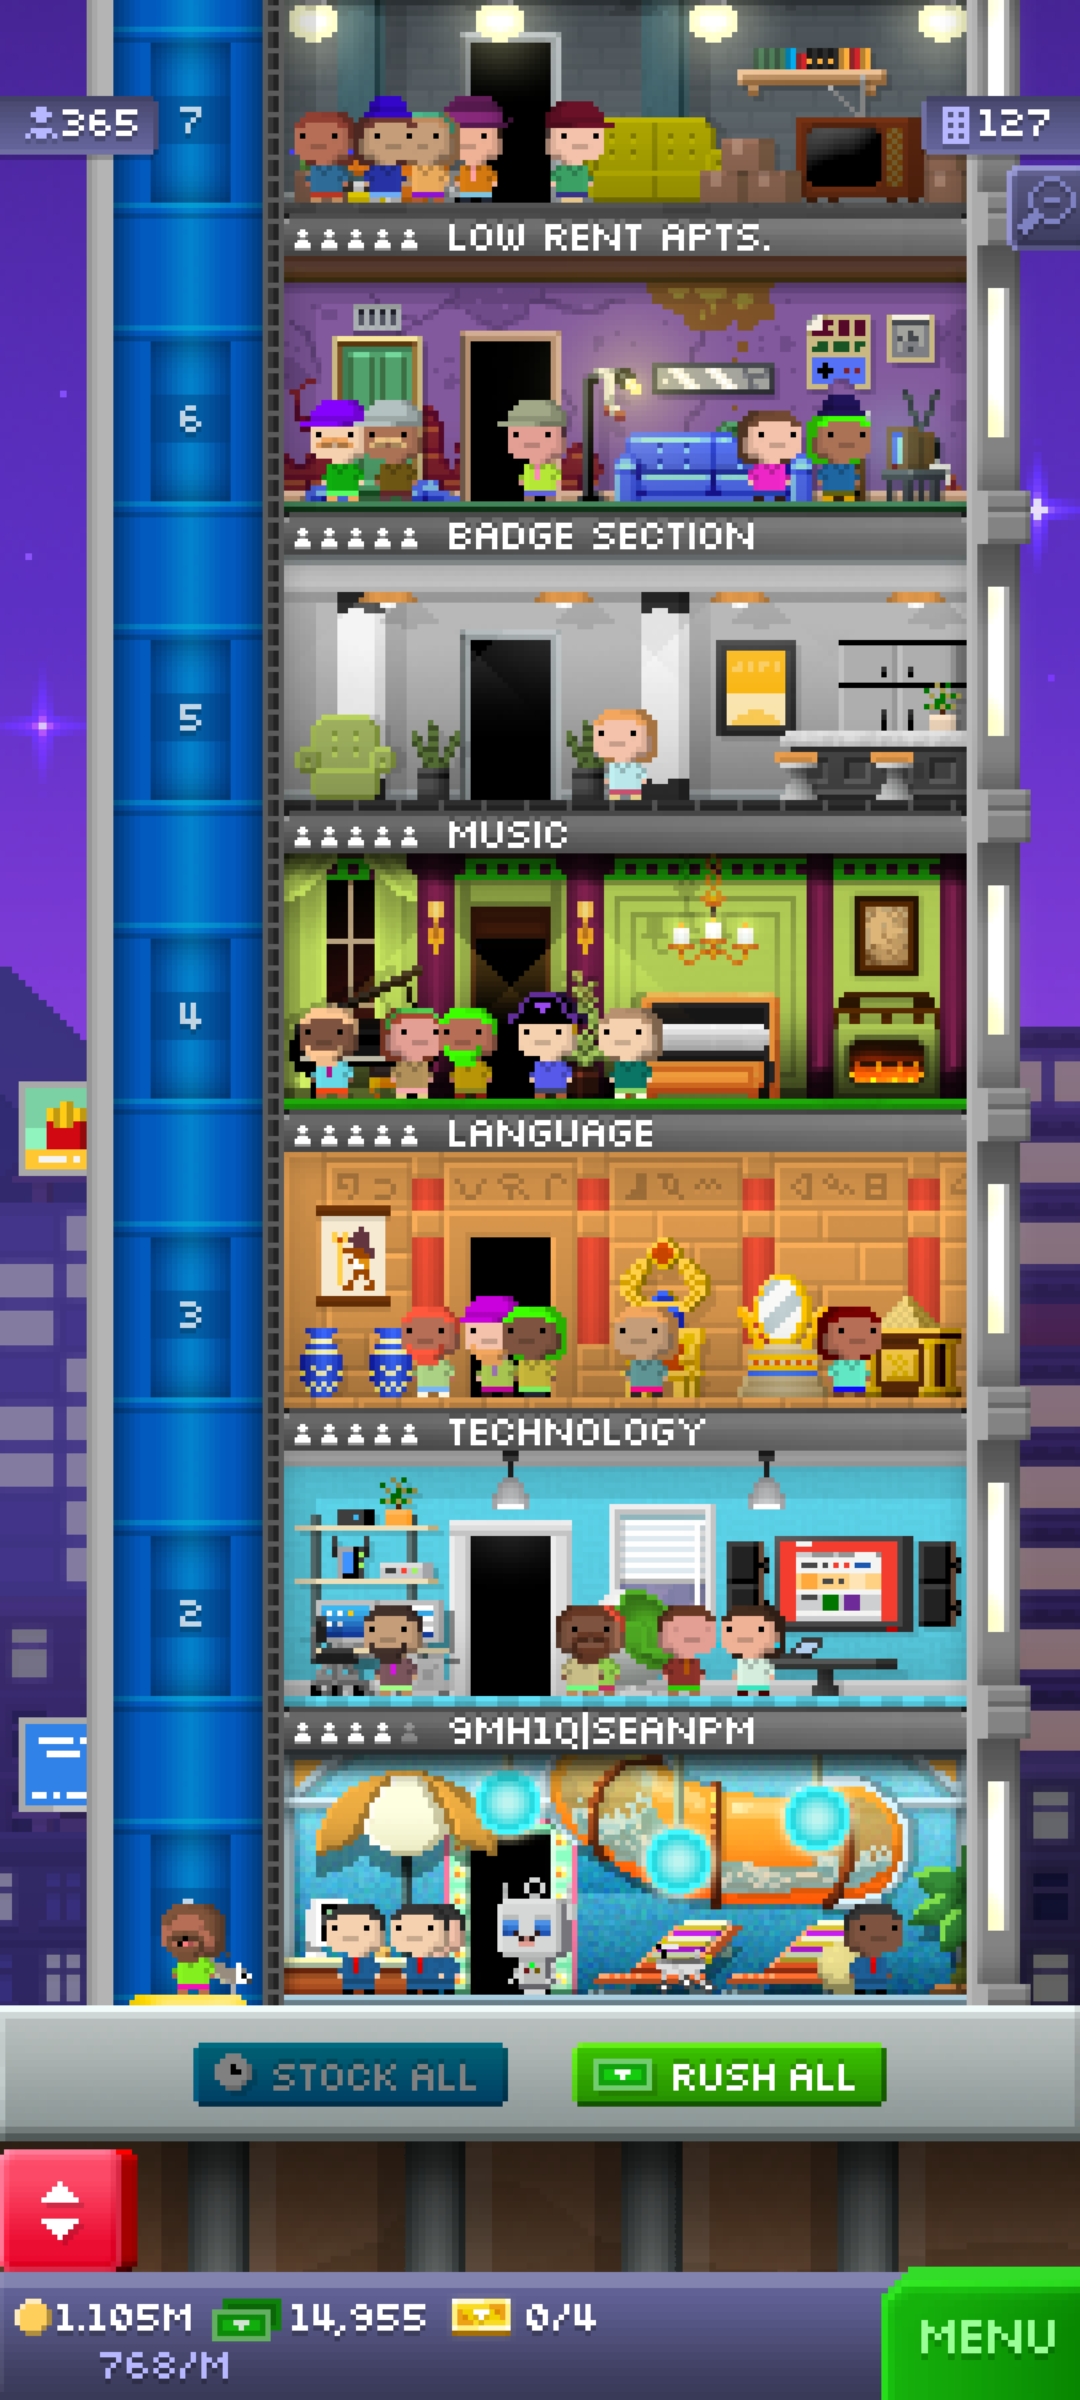 365
7
127
LOW RENT APTS.
6
BADGE SECTION
5
MUSIC
4
LANGUAGE
3
TECHNOLOGY
2
9MH1Q|SEANPM
STOCK ALL
RUSH ALL
1.105M
14,955
0/4
768/M
MENU